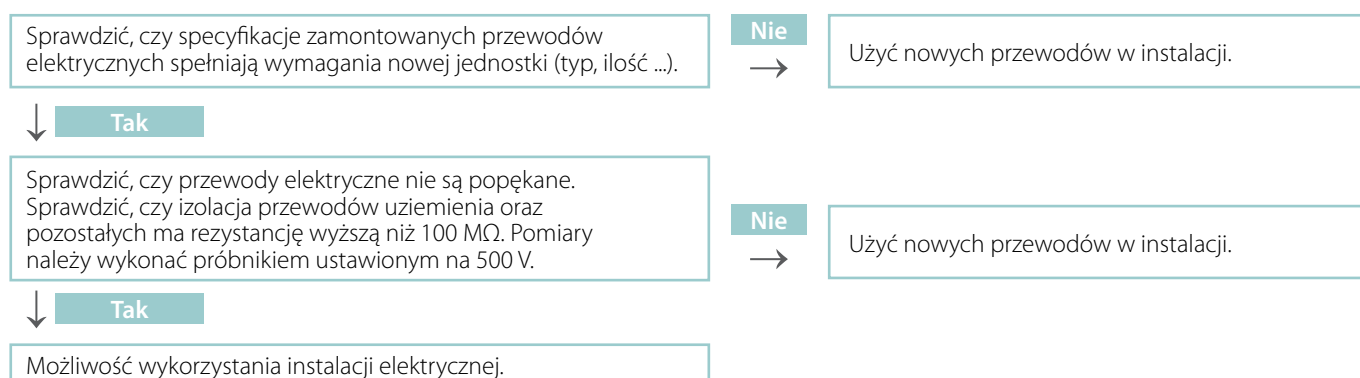 Sprawdzić, czy specyfikacje zamontowanych przewodów
elektrycznych spełniają wymagania nowej jednostki (typ, ilość ...).
Nie
→
Użyć nowych przewodów w instalacji.
↓ Tak
Sprawdzić, czy przewody elektryczne nie są popękane.
Sprawdzić, czy izolacja przewodów uziemienia oraz
pozostałych ma rezystancję wyższą niż 100 MΩ. Pomiary
należy wykonać próbnikiem ustawionym na 500 V.
Nie
→
Użyć nowych przewodów w instalacji.
↓ Tak
Możliwość wykorzystania instalacji elektrycznej.